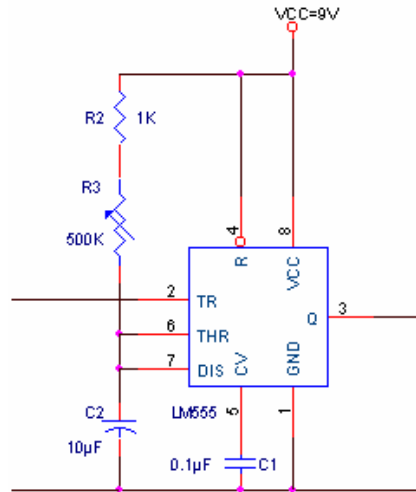 VCC=9V
R2 1K
R3
500K
4 8
R VCC
2 TR
Q 3
6 THR
7 DIS
CV GND
C2 LM555 5 1
10µF
0.1µF C1